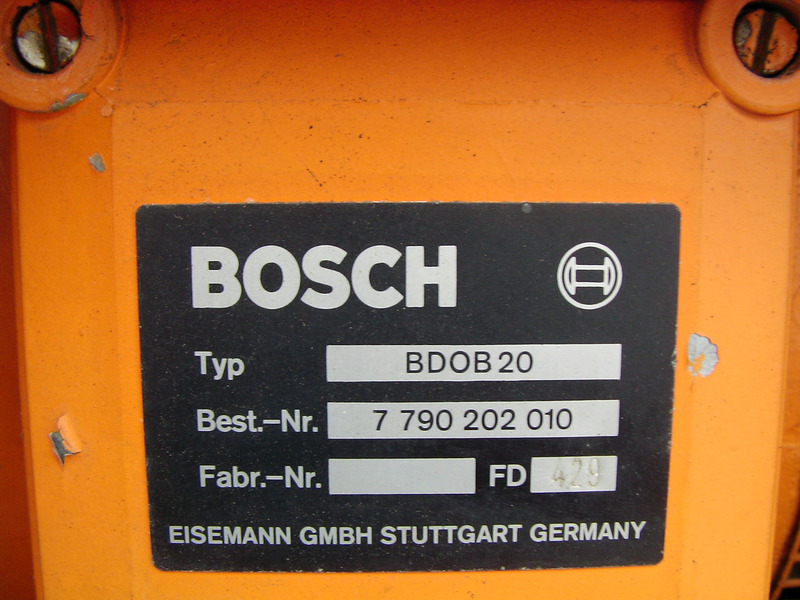 BOSCH
Typ BDOB 20
Best.-Nr. 7 790 202 010
Fabr.-Nr. FD 429
EISEMANN GMBH STUTTGART GERMANY